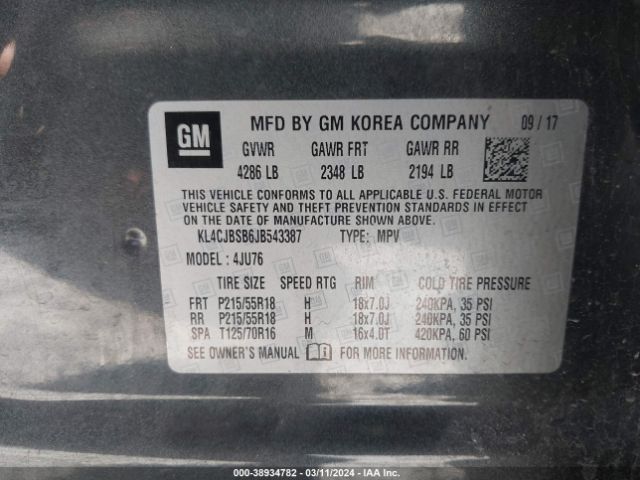 GM MFD BY GM KOREA COMPANY 09 / 17
GVWR GAWR FRT GAWR RR
4286 LB 2348 LB 2194 LB
THIS VEHICLE CONFORMS TO ALL APPLICABLE U.S. FEDERAL MOTOR
VEHICLE SAFETY AND THEFT PREVENTION STANDARDS IN EFFECT
ON THE DATE OF MANUFACTURE SHOWN ABOVE.
KL4CJBSB6JB543387 TYPE: MPV
MODEL : 4JU76
TIRE SIZE SPEED RTG RIM COLD TIRE PRESSURE
FRT P215/55R18 H 18x7.0J 240KPA, 35 PSI
RR P215/55R18 H 18x7.0J 240KPA, 35 PSI
SPA T125/70R16 M 16x4.0T 420KPA, 60 PSI
SEE OWNER'S MANUAL FOR MORE INFORMATION.
000-38934782 - 03/11/2024 - IAA Inc.